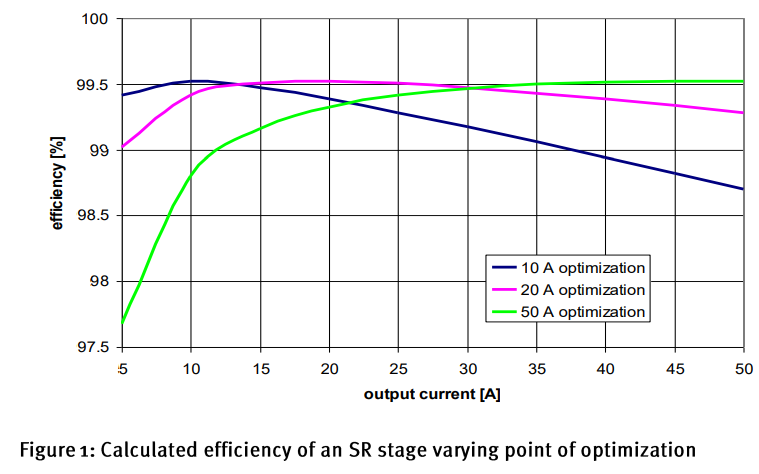 100
99.5
99
98.5
98
97.5
efficiency [%]
10 A optimization
20 A optimization
50 A optimization
5 10 15 20 25 30 35 40 45 50
output current [A]
Figure 1: Calculated efficiency of an SR stage varying point of optimization